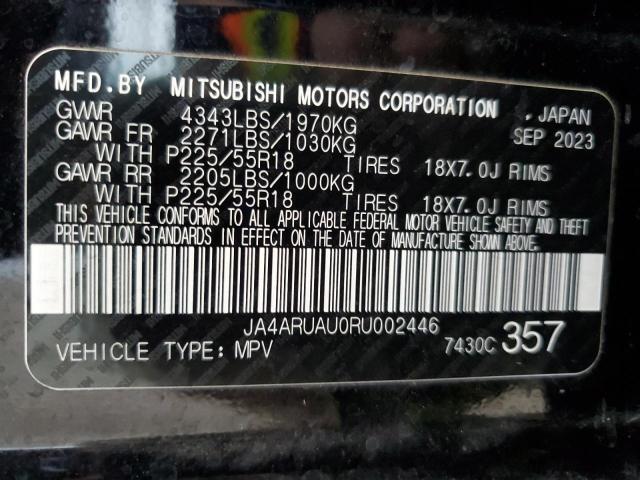 MFD.BY MITSUBISHI MOTORS CORPORATION , JAPAN
GVWR 4343LBS/1970KG SEP 2023
GAWR FR 2271LBS/1030KG
WITH P225/55R18 TIRES 18X7.0J RIMS
GAWR RR 2205LBS/1000KG
WITH P225/55R18 TIRES 18X7.0J RIMS
THIS VEHICLE CONFORMS TO ALL APPLICABLE FEDERAL MOTOR VEHICLE SAFETY AND THEFT
PREVENTION STANDARDS IN EFFECT ON THE DATE OF MANUFACTURE SHOWN ABOVE.
JA4ARUAU0RU002446
VEHICLE TYPE: MPV 7430C 357